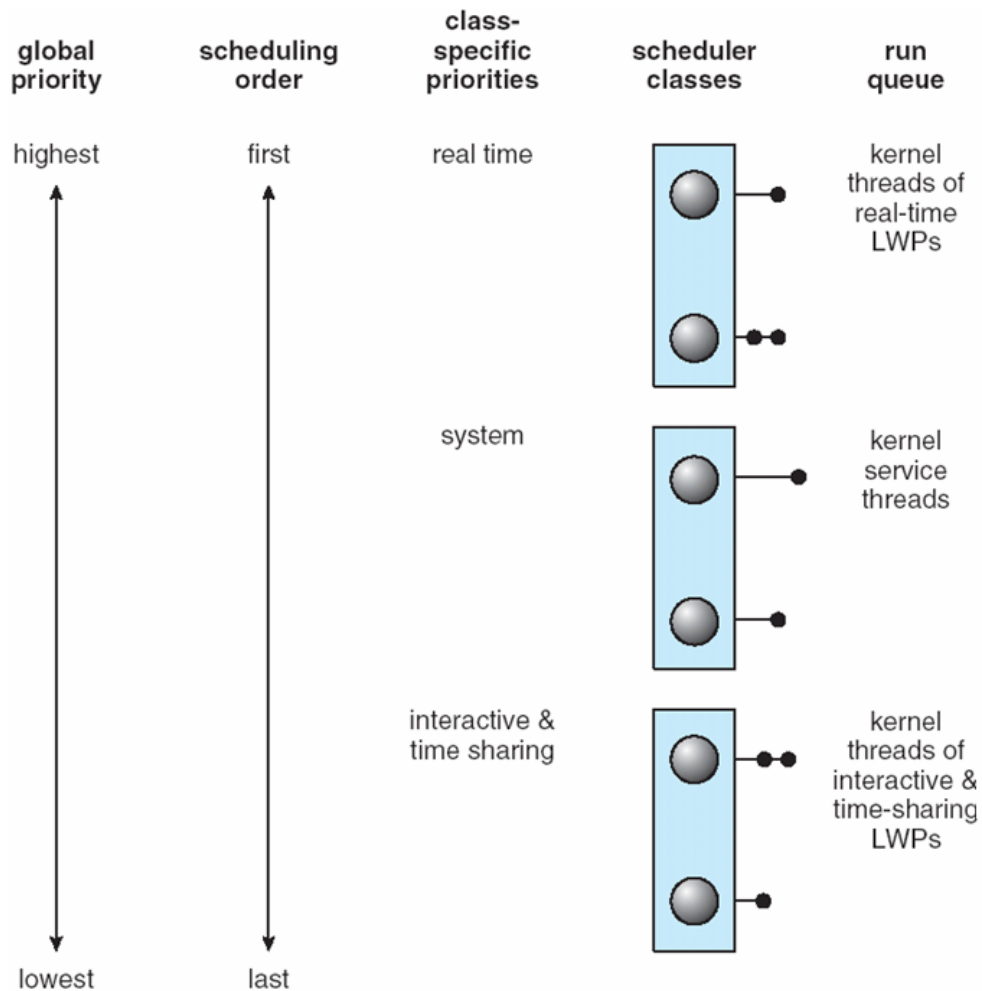 global
priority
scheduling
order
class-
specific
priorities
scheduler
classes
run
queue
highest
first
real time
kernel
threads of
real-time
LWPs
system
kernel
service
threads
interactive &
time sharing
kernel
threads of
interactive &
time-sharing
LWPs
lowest
last